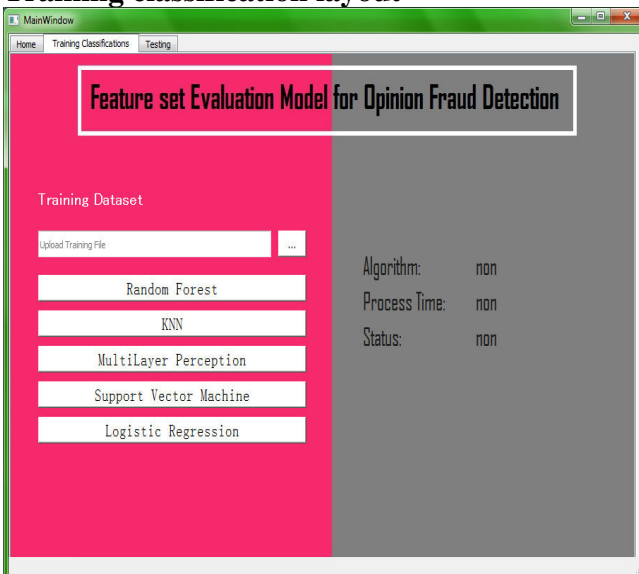 Training classification layout
MainWindow
Home Training Classifications Testing
Feature set Evaluation Model for Opinion Fraud Detection
Training Dataset
Upload Training File ...
Random Forest
KNN
MultiLayer Perception
Support Vector Machine
Logistic Regression
Algorithm: non
Process Time: non
Status: non